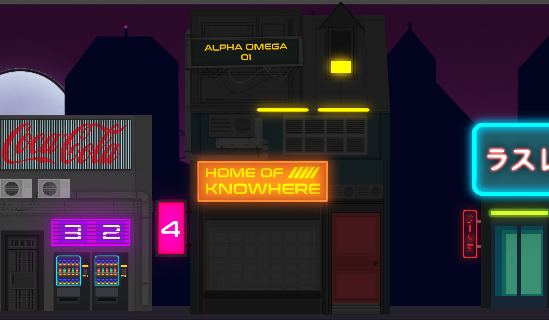 ALPHA OMEGA
01
Coca-Cola
HOME OF
KNOWHERE
3 2
4
ラスレ